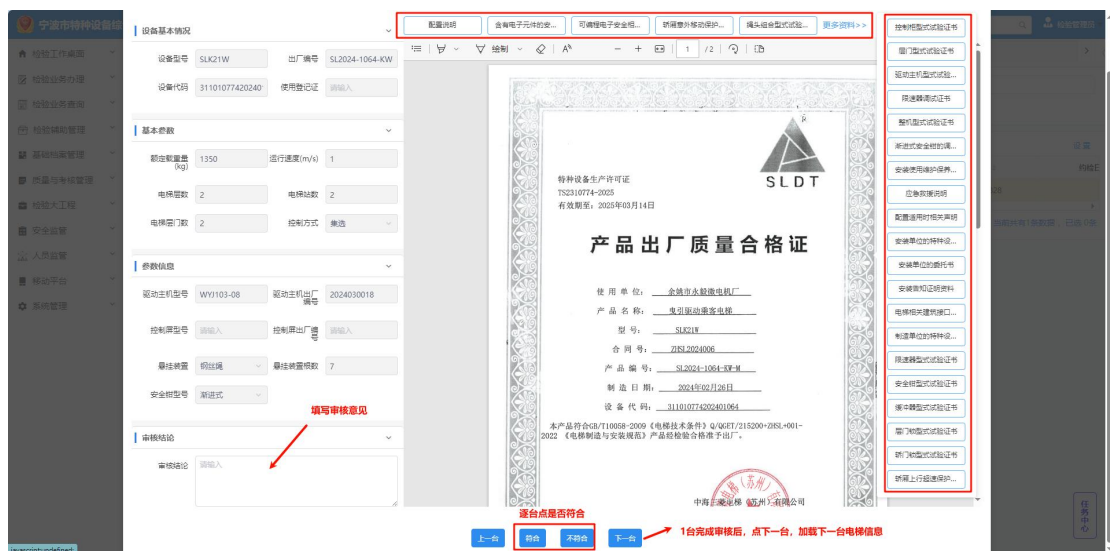 宁波市特种设备检
检验工作桌面
检验业务办理
检验业务查询
检验辅助管理
基础档案管理
质量与考核管理
检验大工程
安全监管
人员监管
移动平台
系统管理
设备基本情况
设备型号 SLK21W 出厂编号 SL2024-1064-KW
设备代码 31101077420240 使用登记证 请输入
基本参数
额定载重量(kg) 1350 运行速度(m/s) 1
电梯层数 2 电梯站数 2
电梯层门数 2 控制方式 集选
参数信息
驱动主机型号 WYJ103-08 驱动主机出厂编号 2024030018
控制屏型号 请输入 控制屏出厂编号 请输入
悬挂装置 钢丝绳 悬挂装置根数 7
安全钳型号 渐进式
填写审核意见
审核结论
审核结论 请输入
配置说明 含有电子元件的安... 可编程电子安全相... 轿厢意外移动保护... 绳头组合型式试验... 更多资料>>
绘制 1 /2
R
SLDT
特种设备生产许可证
TS2310774-2025
有效期至：2025年03月14日
产品出厂质量合格证
使用单位：余姚市永毅微电机厂
产品名称：曳引驱动乘客电梯
型号：SLK21W
合同号：ZHSL2024006
产品编号：SL2024-1064-KW-M
制造日期：2024年02月26日
设备代码：311010774202401064
本产品符合GB/T10058-2009《电梯技术条件》Q/QGET/215200+ZHSL+001-
2022 《电梯制造与安装规范》产品经检验合格准予出厂。
逐台点是否符合
上一台 符合 不符合 下一台
1台完成审核后，点下一台，加载下一台电梯信息
控制柜型式试验证书
层门型式试验证书
驱动主机型式试验...
限速器调试证书
整机型式试验证书
渐进式安全钳的调...
安装使用维护保养...
应急救援说明
配置适用时相关声明
安装单位的特种设...
安装单位的委托书
安装告知证明资料
电梯相关建筑接口...
制造单位的特种设...
限速器型式试验证书
安全钳型式试验证书
缓冲器型式试验证书
层门锁型式试验证书
轿门锁型式试验证书
轿厢上行超速保护...
检验管理员
设置
任务中心
javascript:undefined;